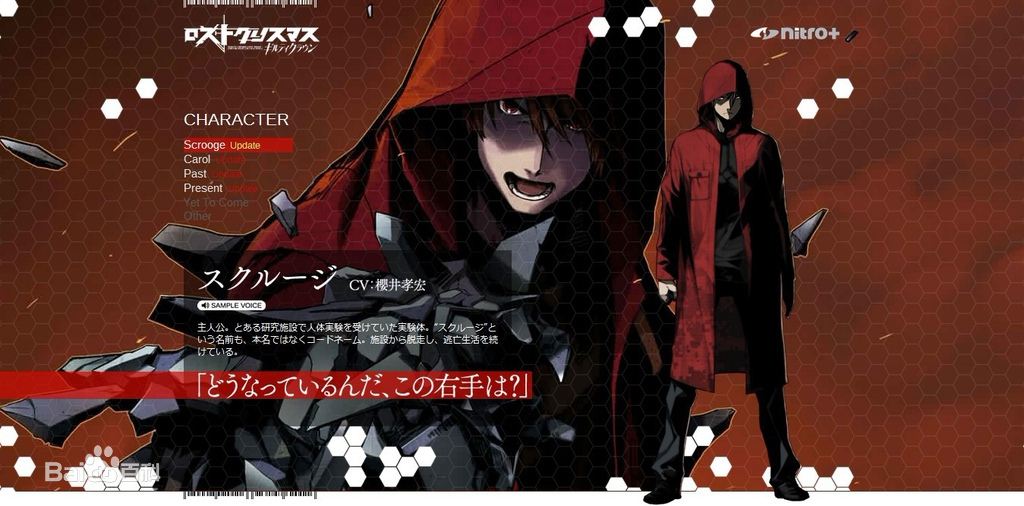 ロストクリスマス
ギルティクラウン
nitro+
CHARACTER
Scrooge Update
Carol Update
Past Update
Present Update
Yet To Come
Other
スクルージ CV:櫻井孝宏
SAMPLE VOICE
主人公。とある研究施設で人体実験を受けていた実験体。“スクルージ”と
いう名前も、本名ではなくコードネーム。施設から脱走し、逃亡生活を続
けている。
「どうなっているんだ、この右手は?」
Bai 百科